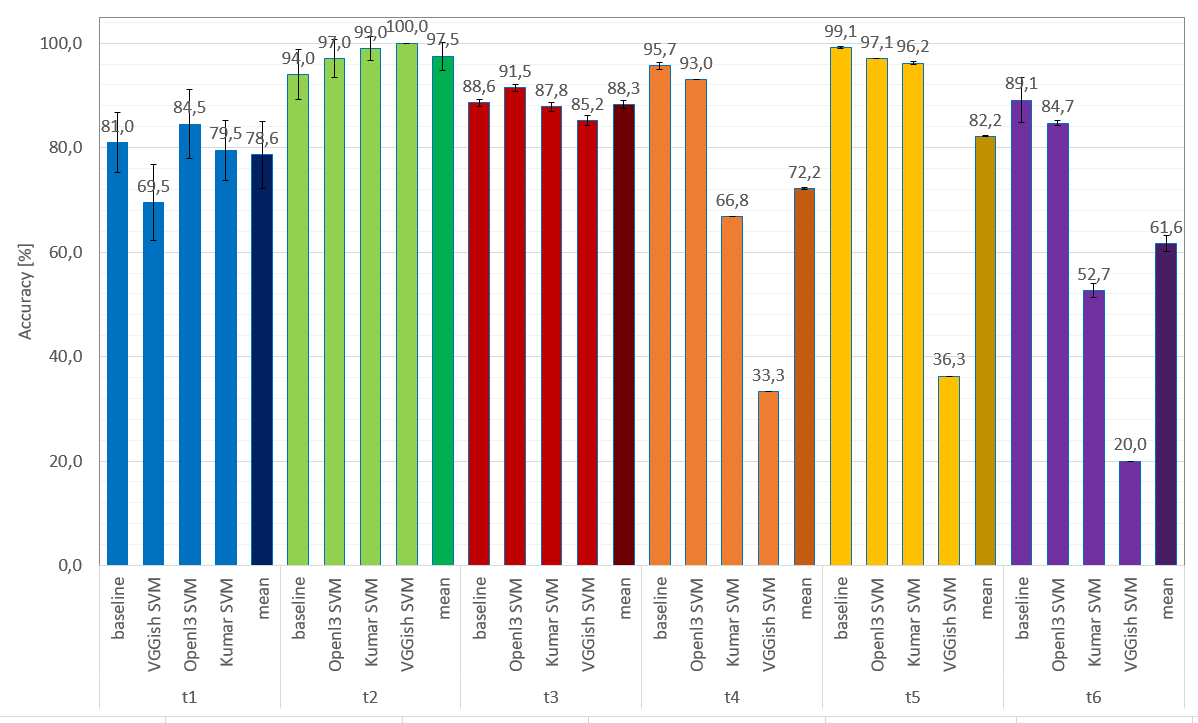 Accuracy [%]
100,0
80,0
60,0
40,0
20,0
0,0
81,0
69,5
84,5
79,5
78,6
94,0
97,0
99,0
100,0
97,5
88,6
91,5
87,8
85,2
88,3
95,7
93,0
66,8
33,3
72,2
99,1
97,1
96,2
36,3
82,2
89,1
84,7
52,7
20,0
61,6
baseline
VGGish SVM
Openl3 SVM
Kumar SVM
mean
baseline
Openl3 SVM
Kumar SVM
VGGish SVM
mean
baseline
Openl3 SVM
Kumar SVM
VGGish SVM
mean
baseline
Openl3 SVM
Kumar SVM
VGGish SVM
mean
baseline
Openl3 SVM
Kumar SVM
VGGish SVM
mean
baseline
Openl3 SVM
Kumar SVM
VGGish SVM
mean
t1
t2
t3
t4
t5
t6